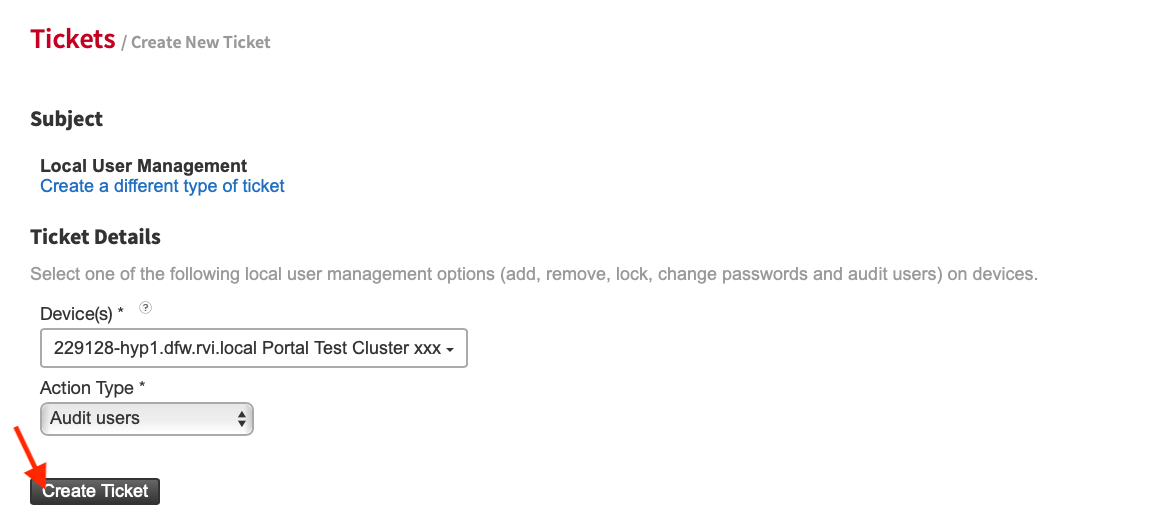 Tickets / Create New Ticket
Subject
Local User Management
Create a different type of ticket
Ticket Details
Select one of the following local user management options (add, remove, lock, change passwords and audit users) on devices.
Device(s) * ?
229128-hyp1.dfw.rvi.local Portal Test Cluster xxx
Action Type *
Audit users
Create Ticket